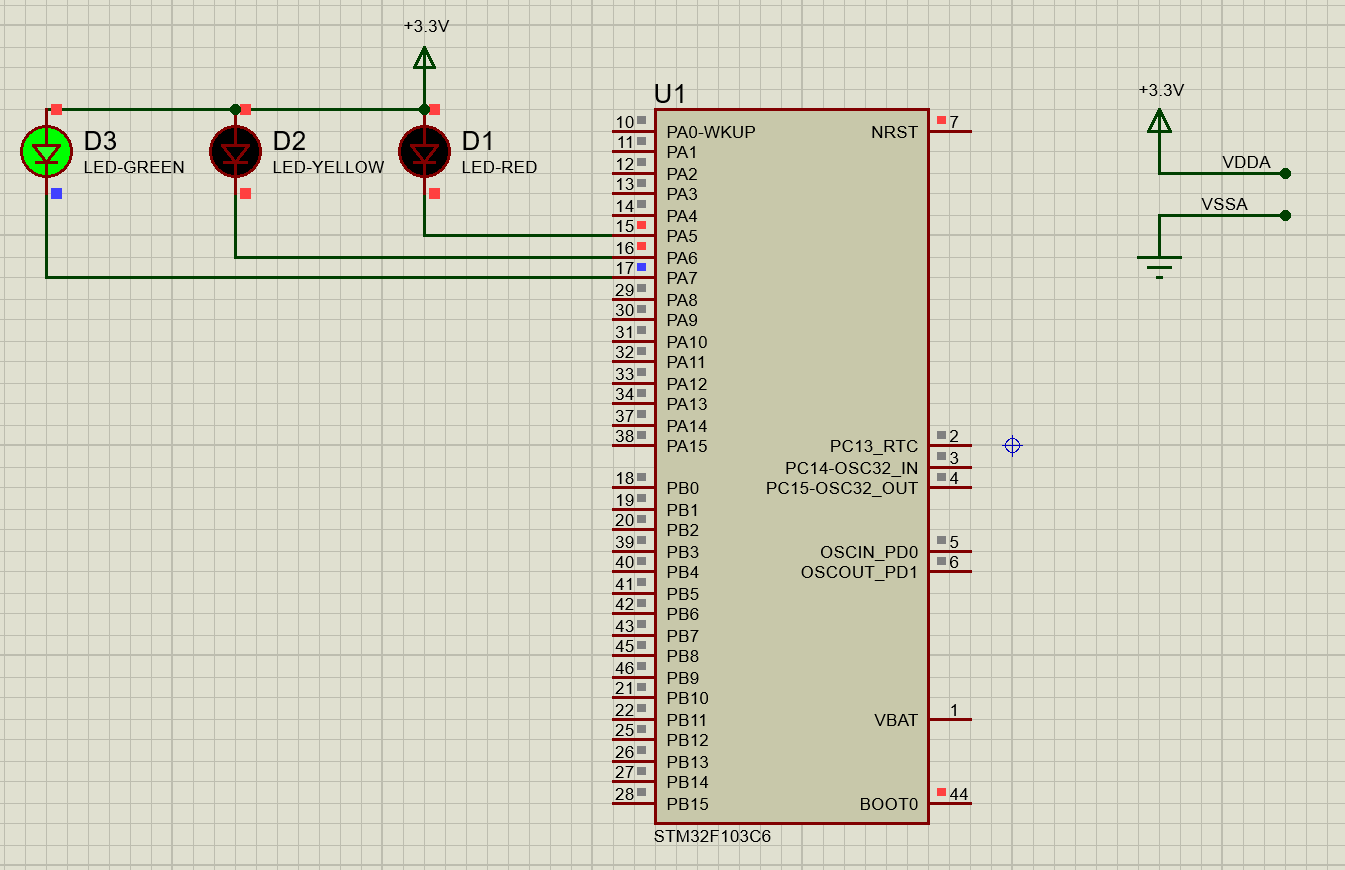 +3.3V
D3
LED-GREEN
D2
LED-YELLOW
D1
LED-RED
U1
10 PA0-WKUP
11 PA1
12 PA2
13 PA3
14 PA4
15 PA5
16 PA6
17 PA7
29 PA8
30 PA9
31 PA10
32 PA11
33 PA12
34 PA13
37 PA14
38 PA15
18 PB0
19 PB1
20 PB2
39 PB3
40 PB4
41 PB5
42 PB6
43 PB7
45 PB8
46 PB9
21 PB10
22 PB11
25 PB12
26 PB13
27 PB14
28 PB15
NRST 7
PC13_RTC 2
PC14-OSC32_IN 3
PC15-OSC32_OUT 4
OSCIN_PD0 5
OSCOUT_PD1 6
VBAT 1
BOOT0 44
STM32F103C6
+3.3V
VDDA
VSSA